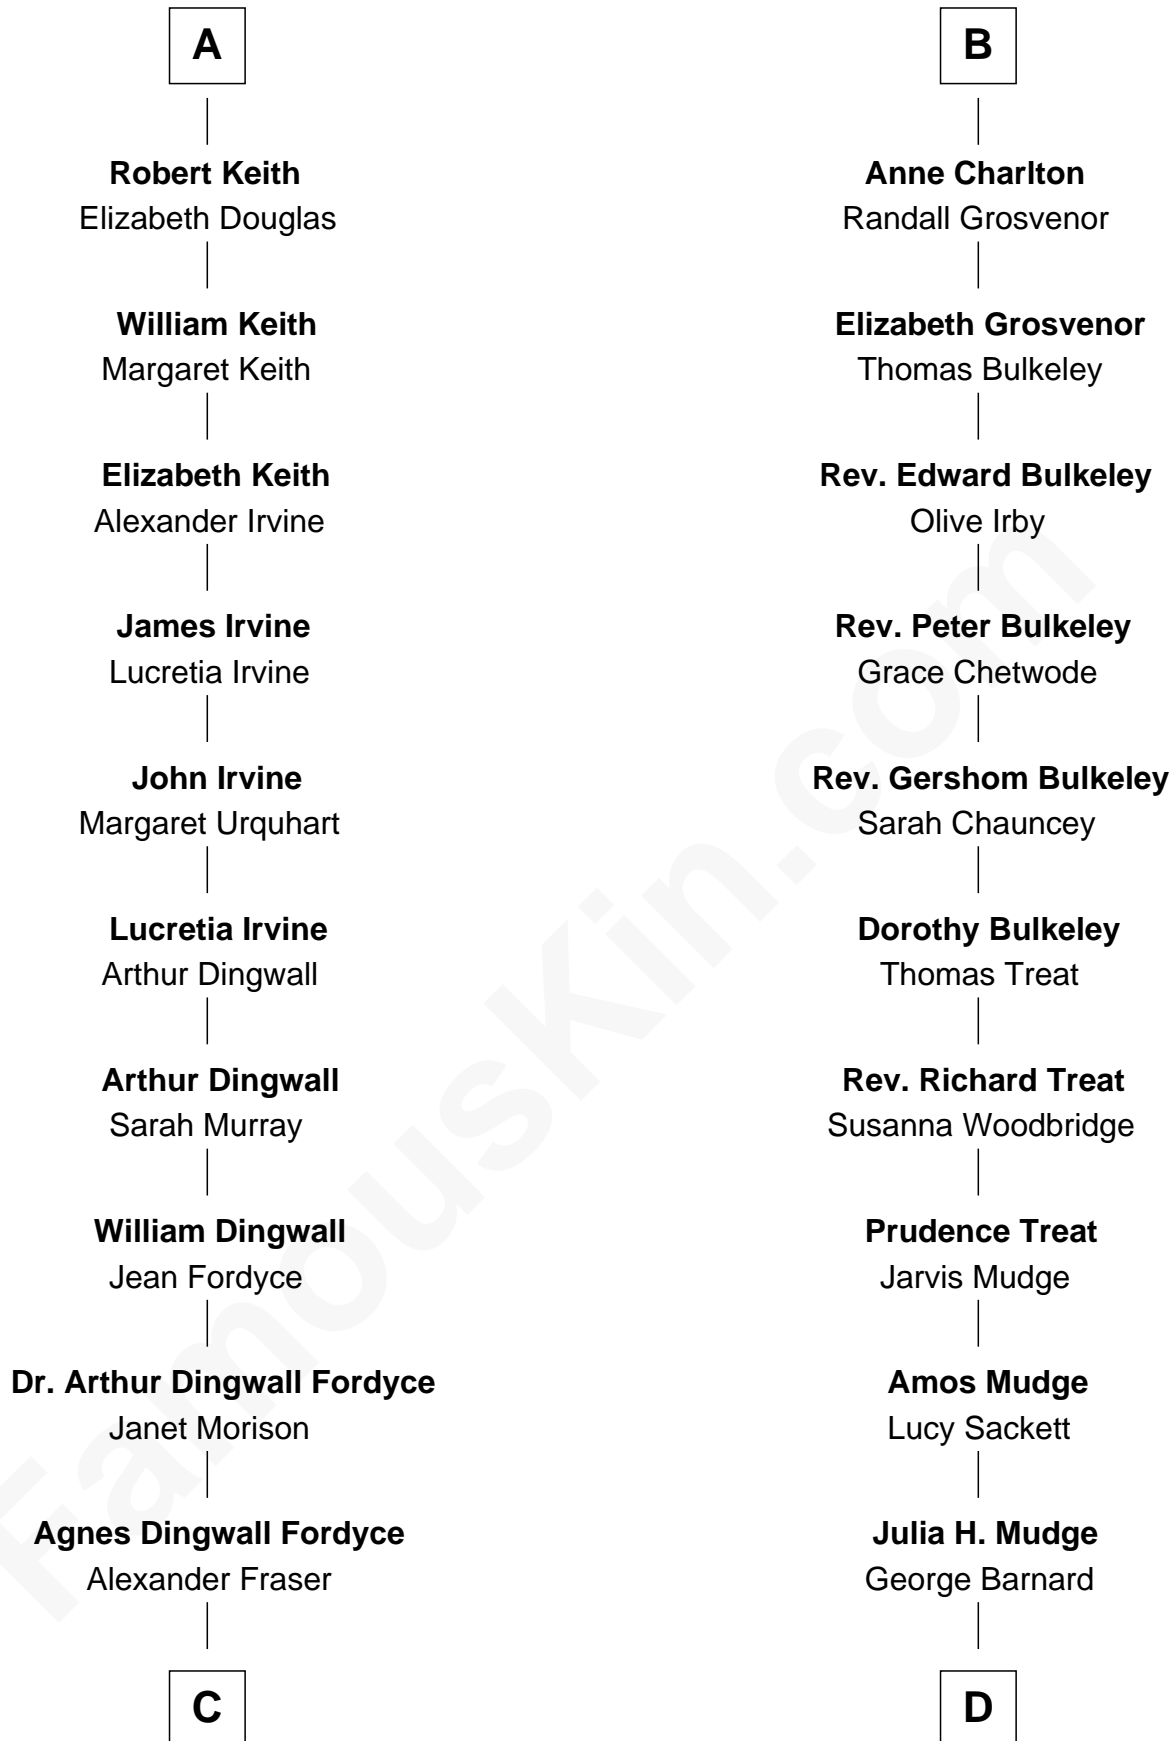 A
Robert Keith
Elizabeth Douglas
William Keith
Margaret Keith
Elizabeth Keith
Alexander Irvine
James Irvine
Lucretia Irvine
John Irvine
Margaret Urquhart
Lucretia Irvine
Arthur Dingwall
Arthur Dingwall
Sarah Murray
William Dingwall
Jean Fordyce
Dr. Arthur Dingwall Fordyce
Janet Morison
Agnes Dingwall Fordyce
Alexander Fraser
C
B
Anne Charlton
Randall Grosvenor
Elizabeth Grosvenor
Thomas Bulkeley
Rev. Edward Bulkeley
Olive Irby
Rev. Peter Bulkeley
Grace Chetwode
Rev. Gershom Bulkeley
Sarah Chauncey
Dorothy Bulkeley
Thomas Treat
Rev. Richard Treat
Susanna Woodbridge
Prudence Treat
Jarvis Mudge
Amos Mudge
Lucy Sackett
Julia H. Mudge
George Barnard
D
FamousKin.com